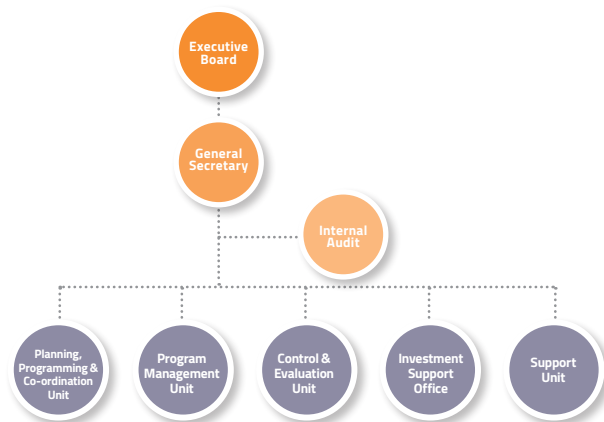 Executive
Board
General
Secretary
Internal
Audit
Planning,
Programming &
Co-ordination
Unit
Program
Management
Unit
Control &
Evaluation
Unit
Investment
Support
Office
Support
Unit